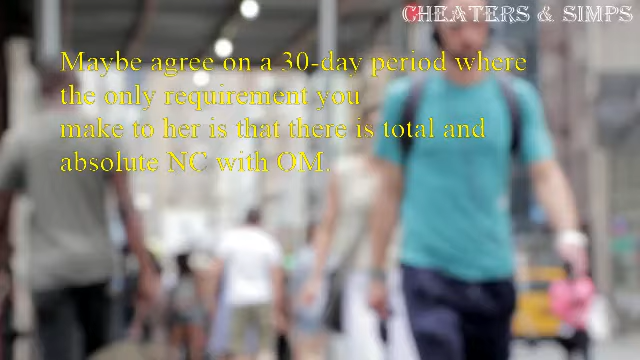 CHEATERS & SIMPS
Maybe agree on a 30-day period where
the only requirement you
make to her is that there is total and
absolute NC with OM.